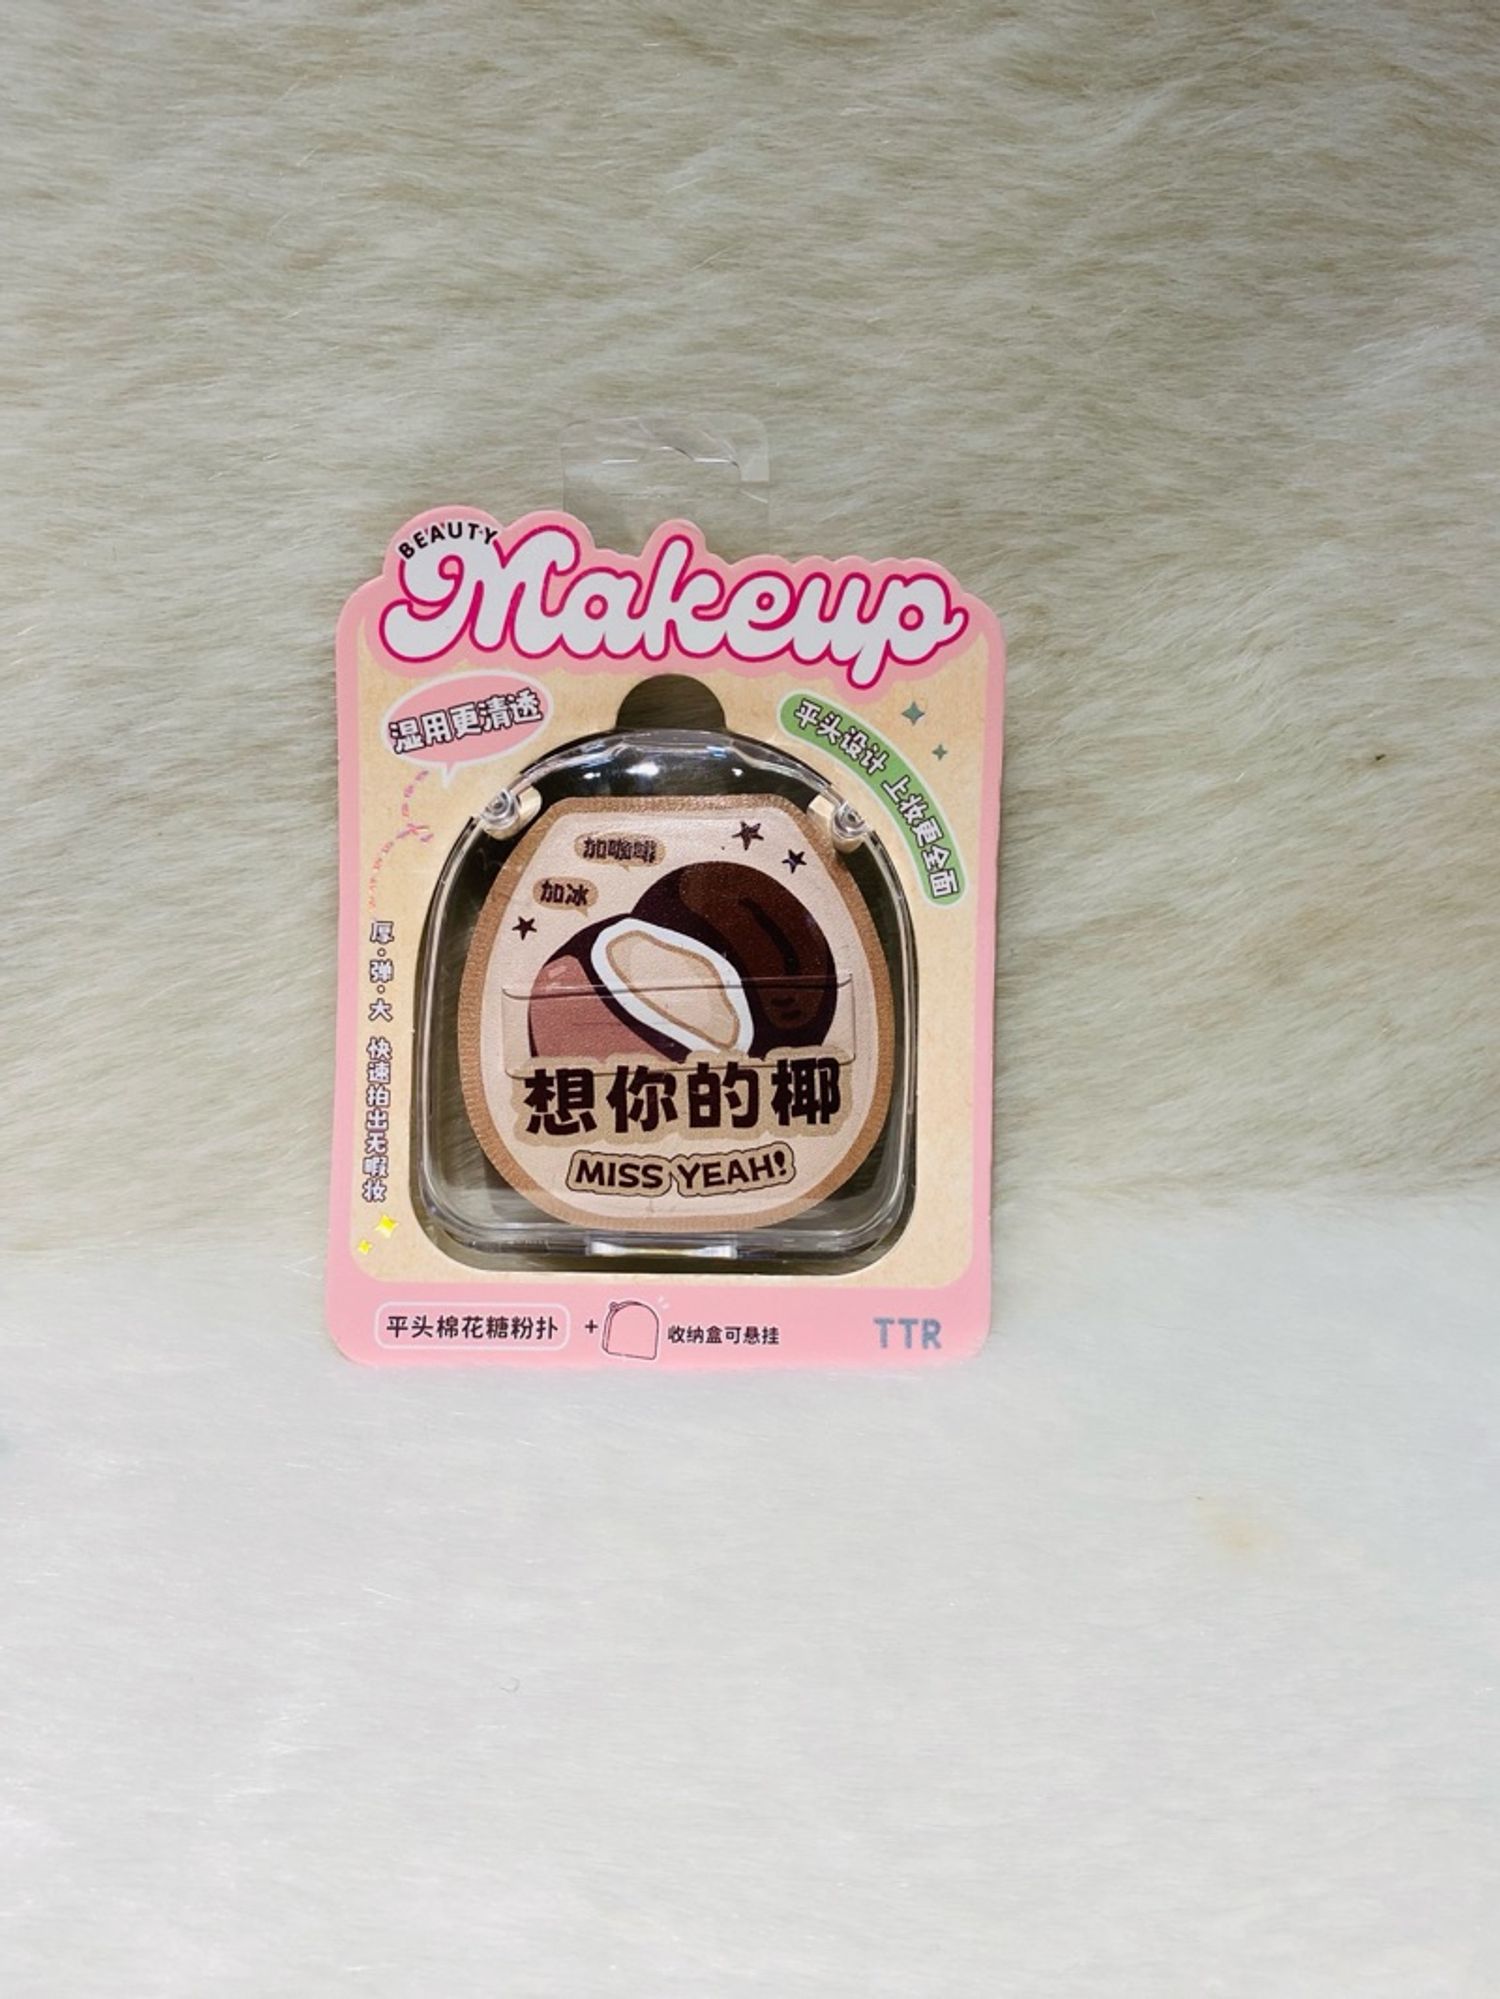 BEAUTY
Makeup
湿用更清透
平头设计 上妆更全面
加咖啡
加冰
厚·弹·大 快速拍出无暇妆
想你的椰
MISS YEAH!
平头棉花糖粉扑
+
收纳盒可悬挂
TTR